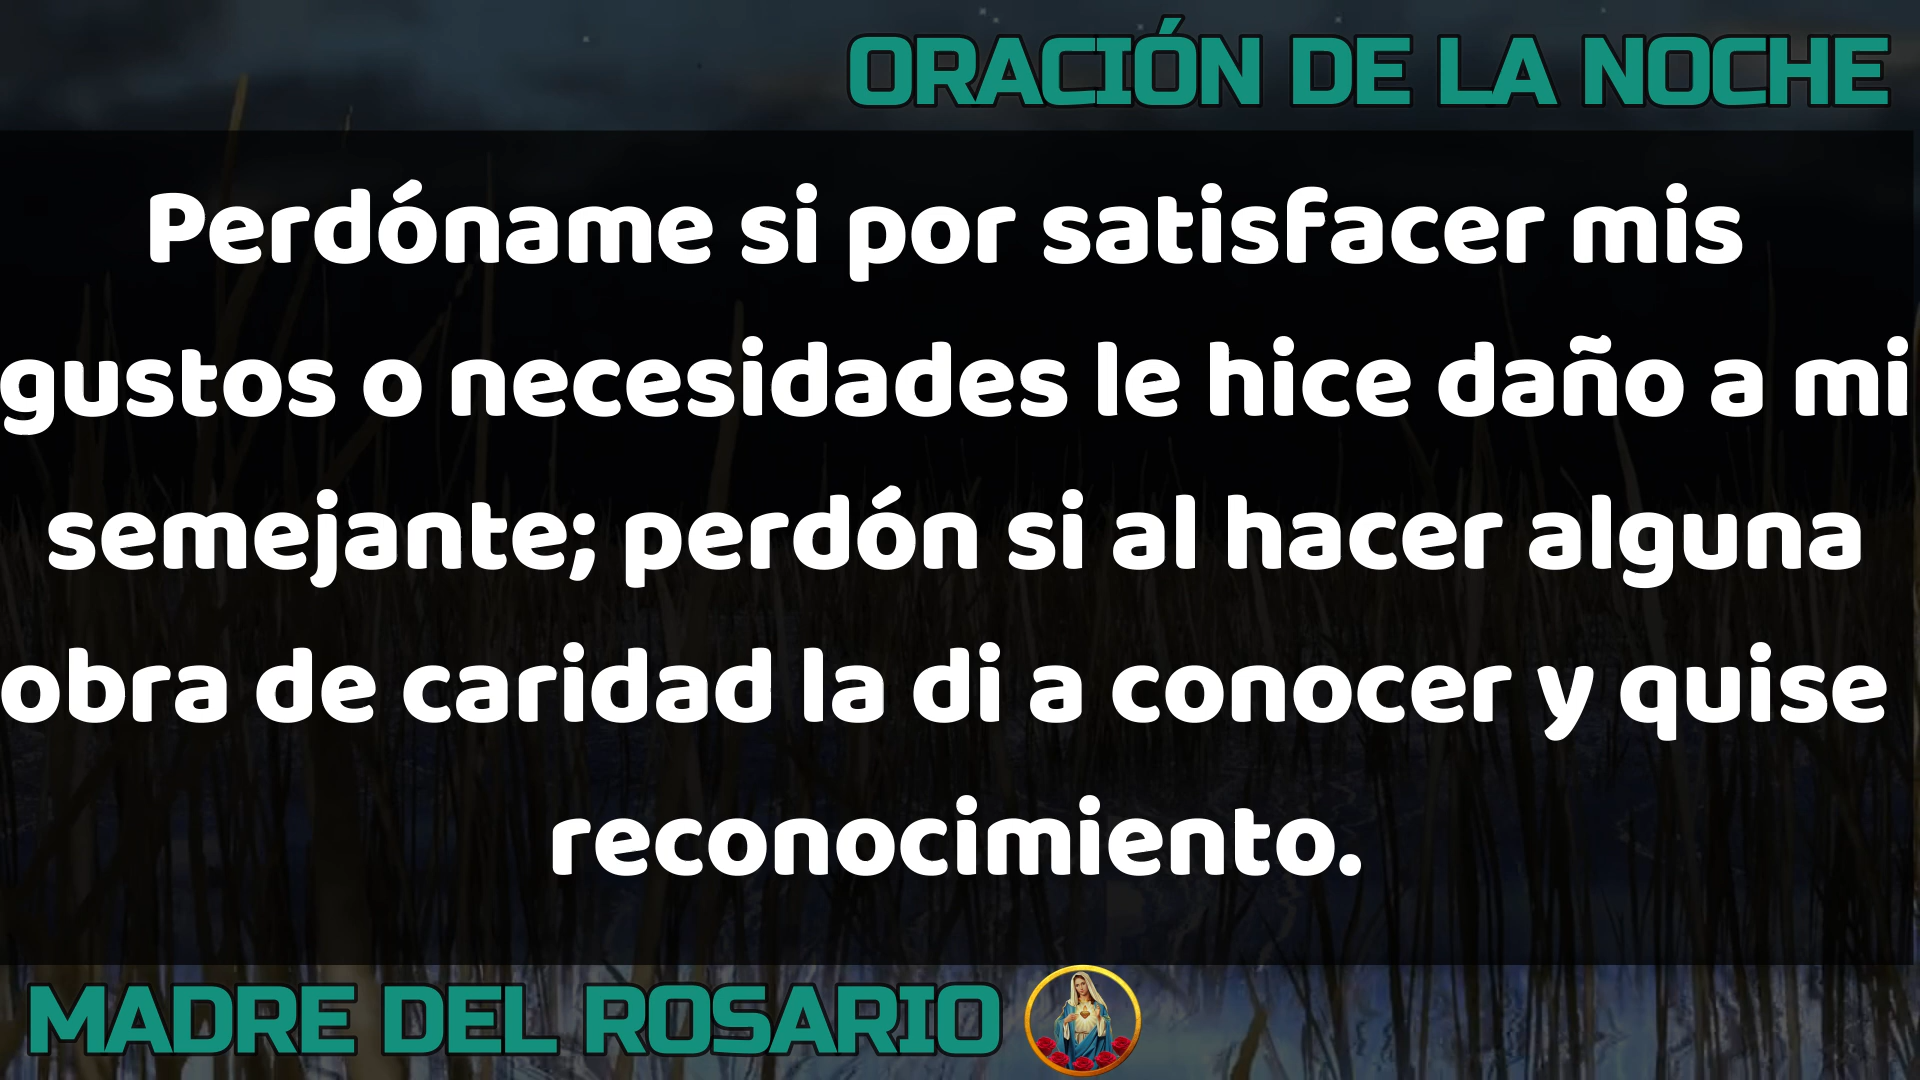 ORACIÓN DE LA NOCHE
Perdóname si por satisfacer mis
gustos o necesidades le hice daño a mi
semejante; perdón si al hacer alguna
obra de caridad la di a conocer y quise
reconocimiento.
MADRE DEL ROSARIO